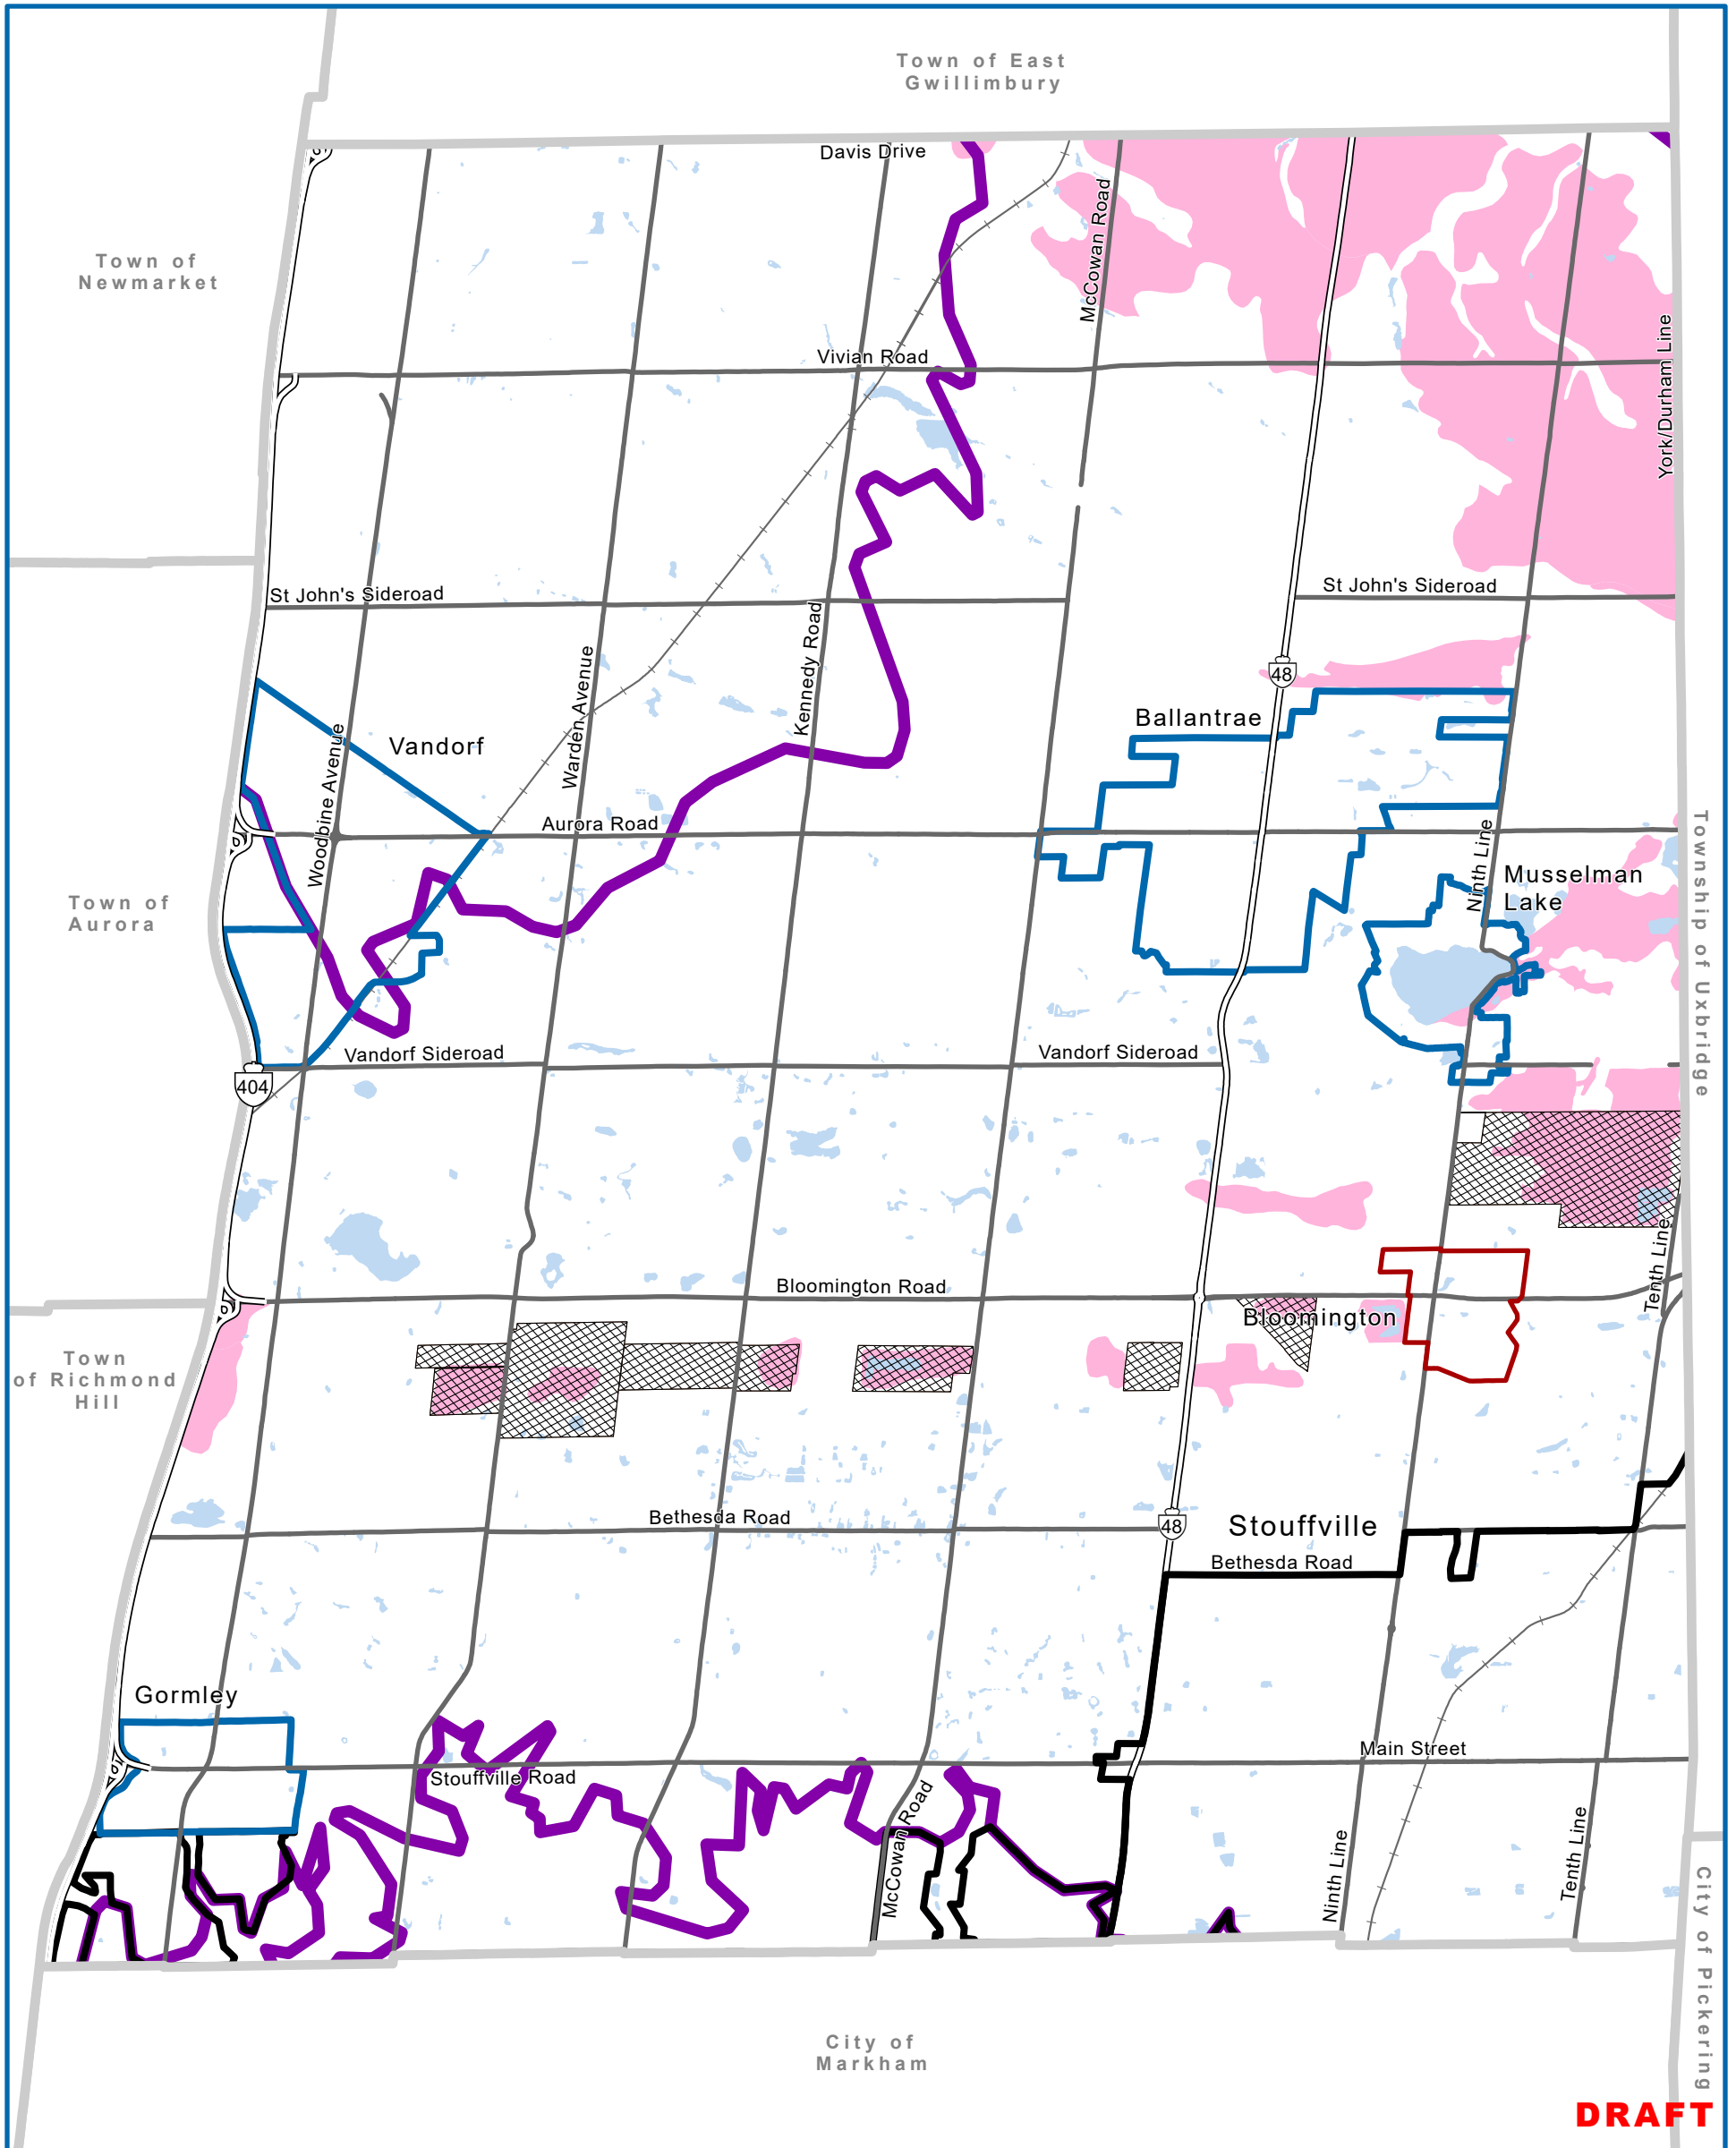 Town of East
Gwillimbury
Davis Drive
McCowan Road
Town of
Newmarket
Vivian Road
York/Durham Line
St John's Sideroad
St John's Sideroad
Kennedy Road
Warden Avenue
48
Ballantrae
Vandorf
Woodbine Avenue
Aurora Road
Ninth Line
Musselman
Lake
Township of Uxbridge
Town of
Aurora
Vandorf Sideroad
Vandorf Sideroad
404
Tenth Line
Bloomington Road
Bloomington
Town
of Richmond
Hill
Bethesda Road
48
Stouffville
Bethesda Road
Gormley
Main Street
Stouffville Road
McCowan Road
Ninth Line
Tenth Line
City of Pickering
City of
Markham
DRAFT